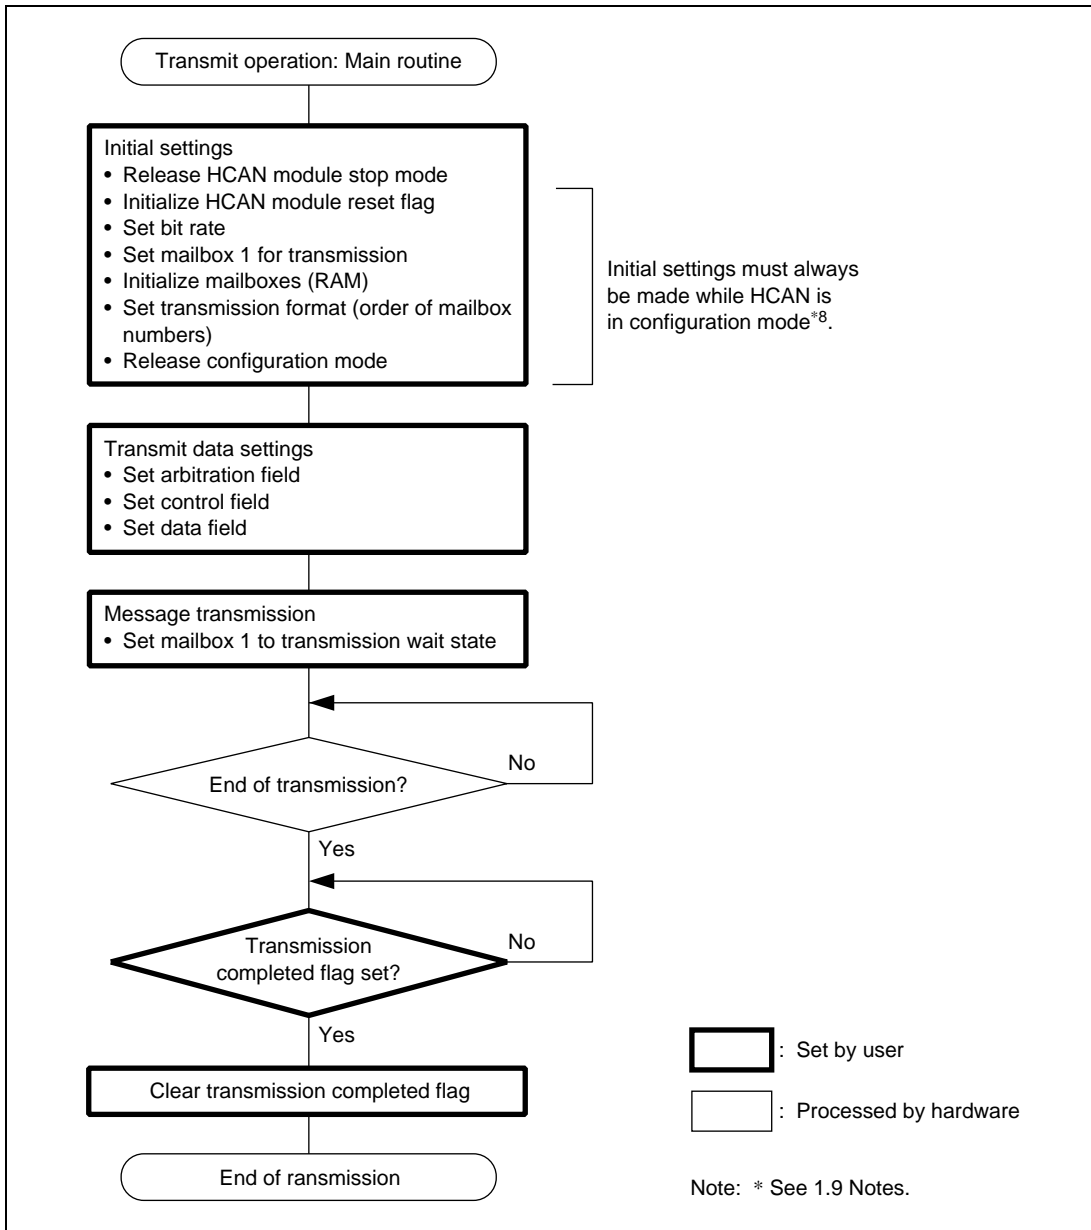 Transmit operation: Main routine
Initial settings
• Release HCAN module stop mode
• Initialize HCAN module reset flag
• Set bit rate
• Set mailbox 1 for transmission
• Initialize mailboxes (RAM)
• Set transmission format (order of mailbox
numbers)
• Release configuration mode
Initial settings must always
be made while HCAN is
in configuration mode*8.
Transmit data settings
• Set arbitration field
• Set control field
• Set data field
Message transmission
• Set mailbox 1 to transmission wait state
No
End of transmission?
Yes
No
Transmission
completed flag set?
Yes
Clear transmission completed flag
End of ransmission
: Set by user
: Processed by hardware
Note: * See 1.9 Notes.